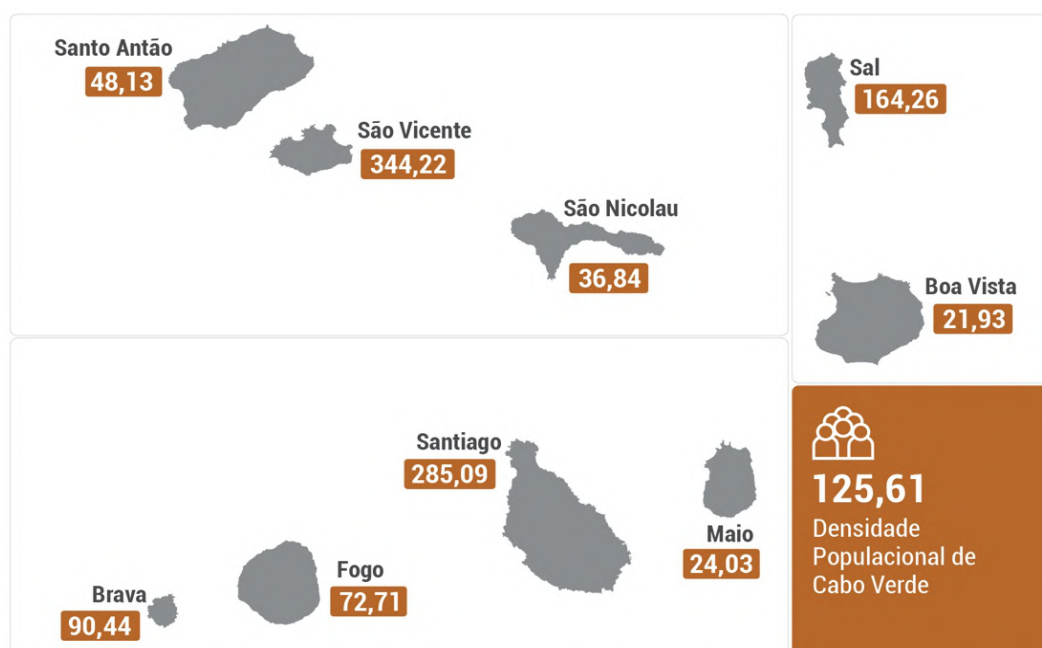 Santo Antão
48,13
São Vicente
344,22
São Nicolau
36,84
Sal
164,26
Boa Vista
21,93
Santiago
285,09
Maio
24,03
Fogo
72,71
Brava
90,44
125,61
Densidade
Populacional de
Cabo Verde